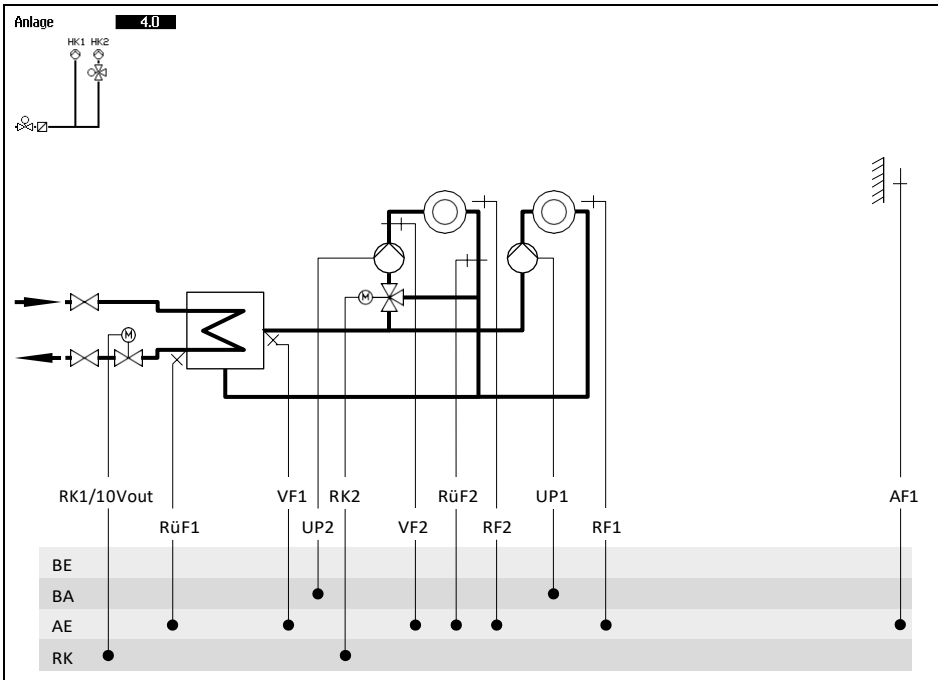 Anlage 4.0
HK1 HK2
M
M
RK1/10Vout VF1 RK2 RüF2 UP1 AF1
RüF1 UP2 VF2 RF2 RF1
BE
BA
AE
RK